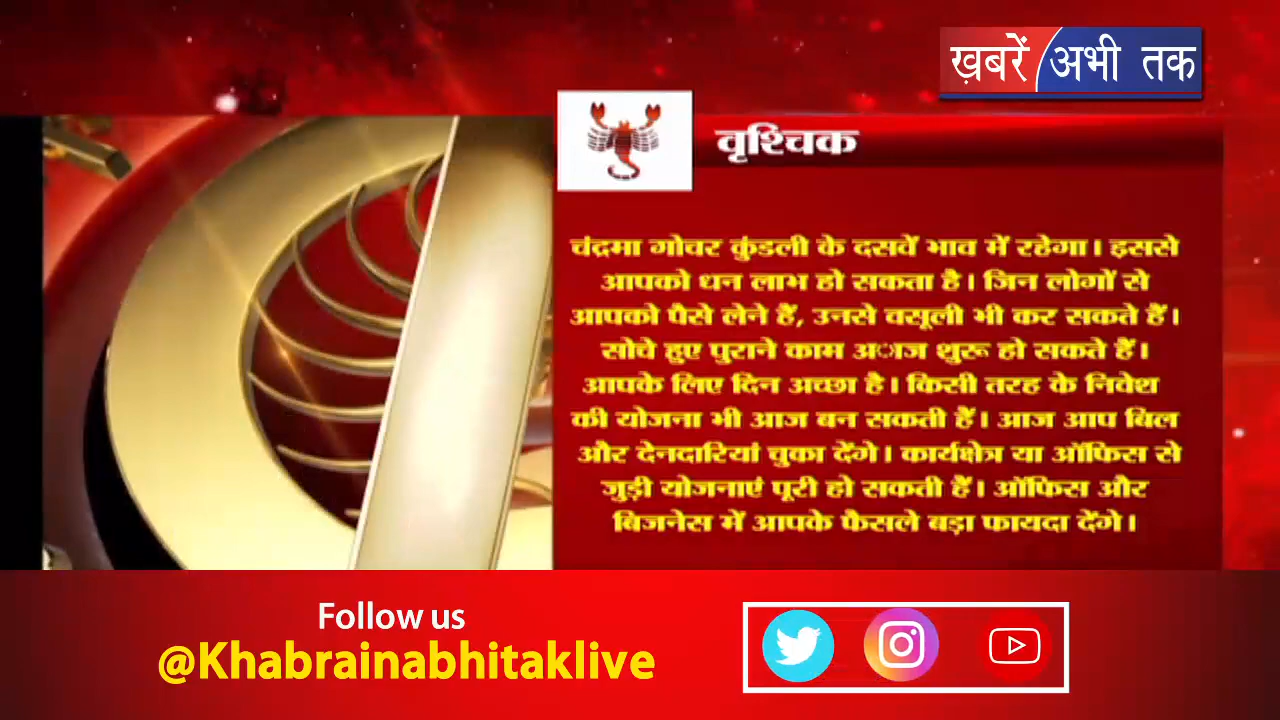 ख़बरें अभी तक
वृश्चिक
चंद्रमा गोचर कुंडली के दसवें भाव में रहेगा। इससे
आपको धन लाभ हो सकता है। जिन लोगों से
आपको पैसे लेने हैं, उनसे वसूली भी कर सकते हैं।
सोचे हुए पुराने काम अाज शुरू हो सकते हैं।
आपके लिए दिन अच्छा है। किसी तरह के निवेश
की योजना भी आज बन सकती हैं। आज आप बिल
और देनदारियां चुका देंगे। कार्यक्षेत्र या ऑफिस से
जुड़ी योजनाएं पूरी हो सकती हैं। ऑफिस और
बिजनेस में आपके फैसले बड़ा फायदा देंगे।
Follow us
@Khabrainabhitaklive